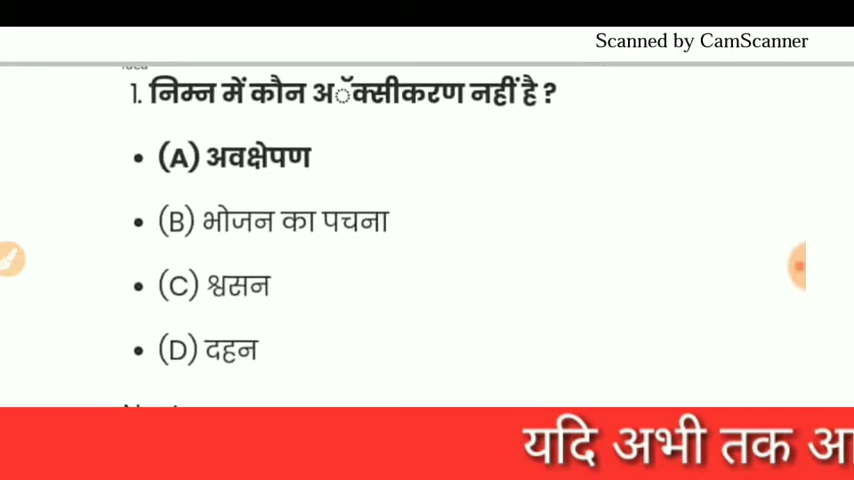 Scanned by CamScanner
1. निम्न में कौन अॅाक्सीकरण नहीं है ?
• (A) अवक्षेपण
• (B) भोजन का पचना
• (C) श्वसन
• (D) दहन
यदि अभी तक